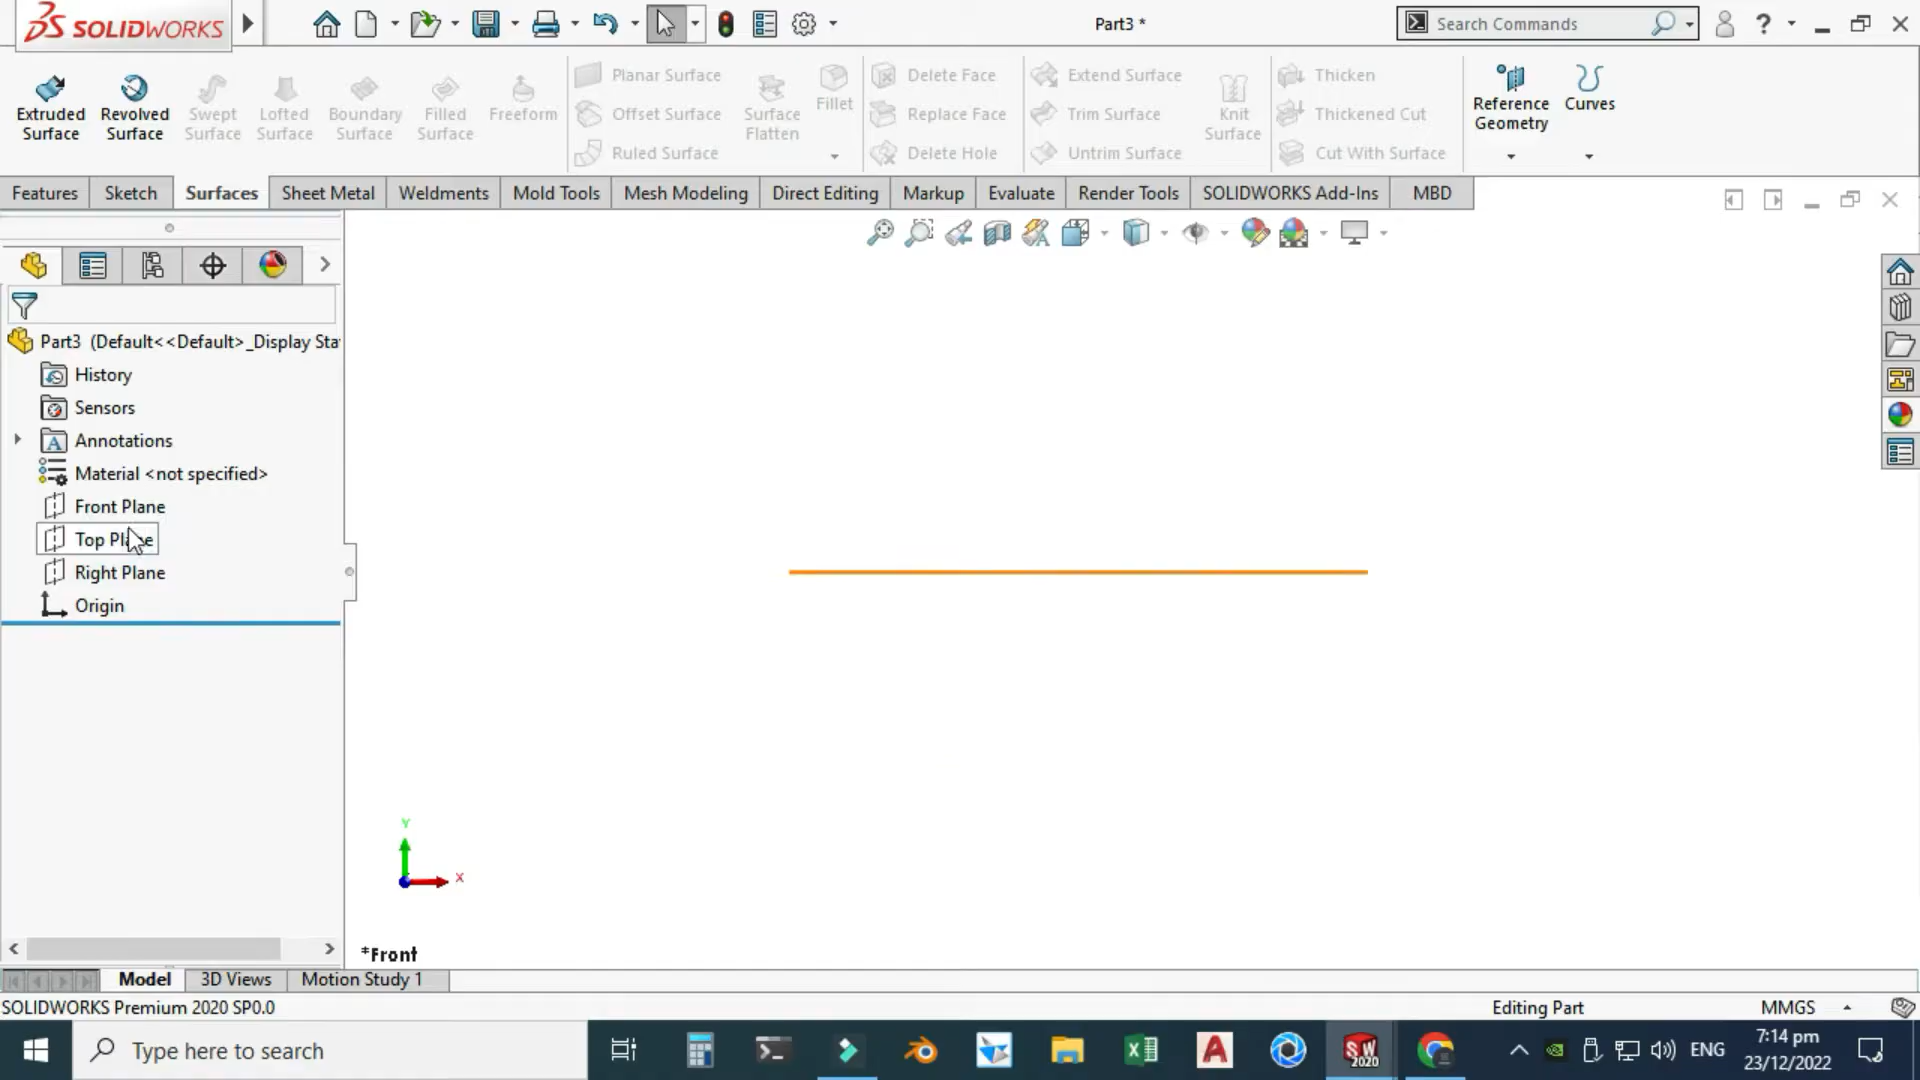 SOLIDWORKS
Part3 *
Search Commands
Extruded Surface
Revolved Surface
Swept Surface
Lofted Surface
Boundary Surface
Filled Surface
Freeform
Planar Surface
Offset Surface
Ruled Surface
Surface Flatten
Fillet
Delete Face
Replace Face
Delete Hole
Extend Surface
Trim Surface
Untrim Surface
Knit Surface
Thicken
Thickened Cut
Cut With Surface
Reference Geometry
Curves
Features
Sketch
Surfaces
Sheet Metal
Weldments
Mold Tools
Mesh Modeling
Direct Editing
Markup
Evaluate
Render Tools
SOLIDWORKS Add-Ins
MBD
Part3 (Default<<Default>_Display Sta
History
Sensors
Annotations
Material <not specified>
Front Plane
Top Plane
Right Plane
Origin
Y
X
*Front
Model
3D Views
Motion Study 1
SOLIDWORKS Premium 2020 SP0.0
Editing Part
MMGS
Type here to search
SW
2020
ENG
7:14 pm
23/12/2022